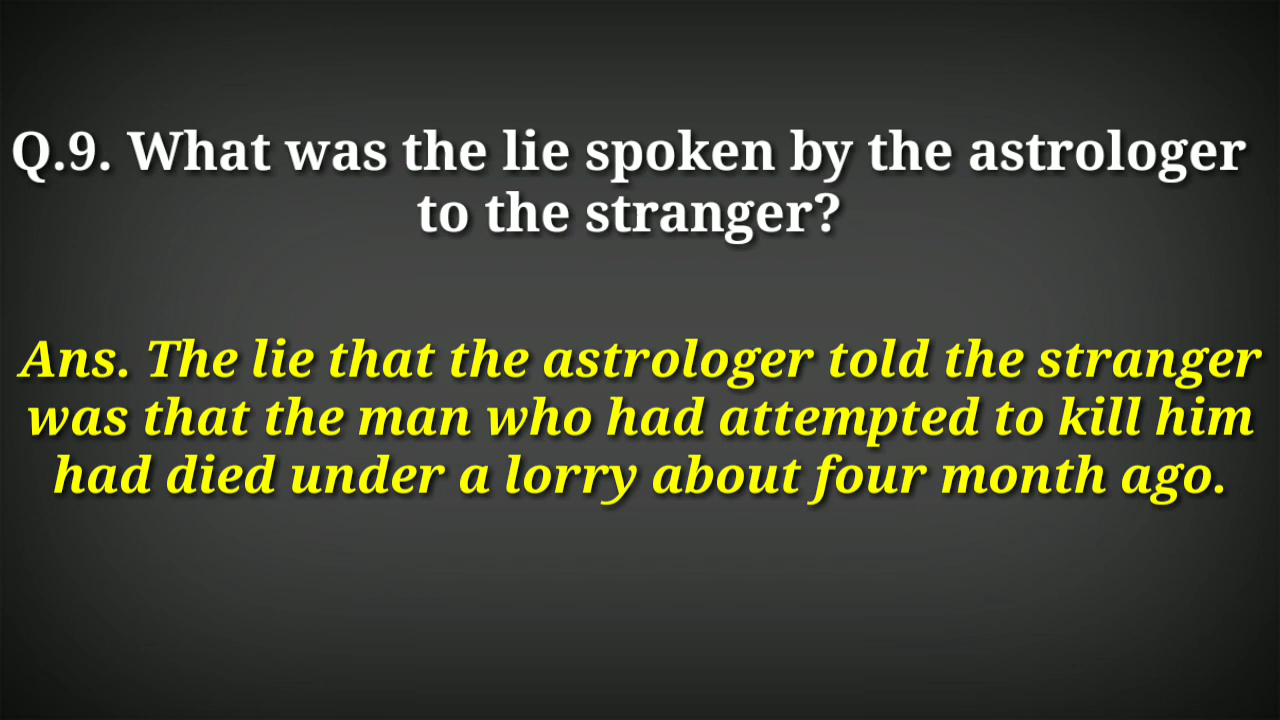 Q.9. What was the lie spoken by the astrologer
to the stranger?
Ans. The lie that the astrologer told the stranger
was that the man who had attempted to kill him
had died under a lorry about four month ago.